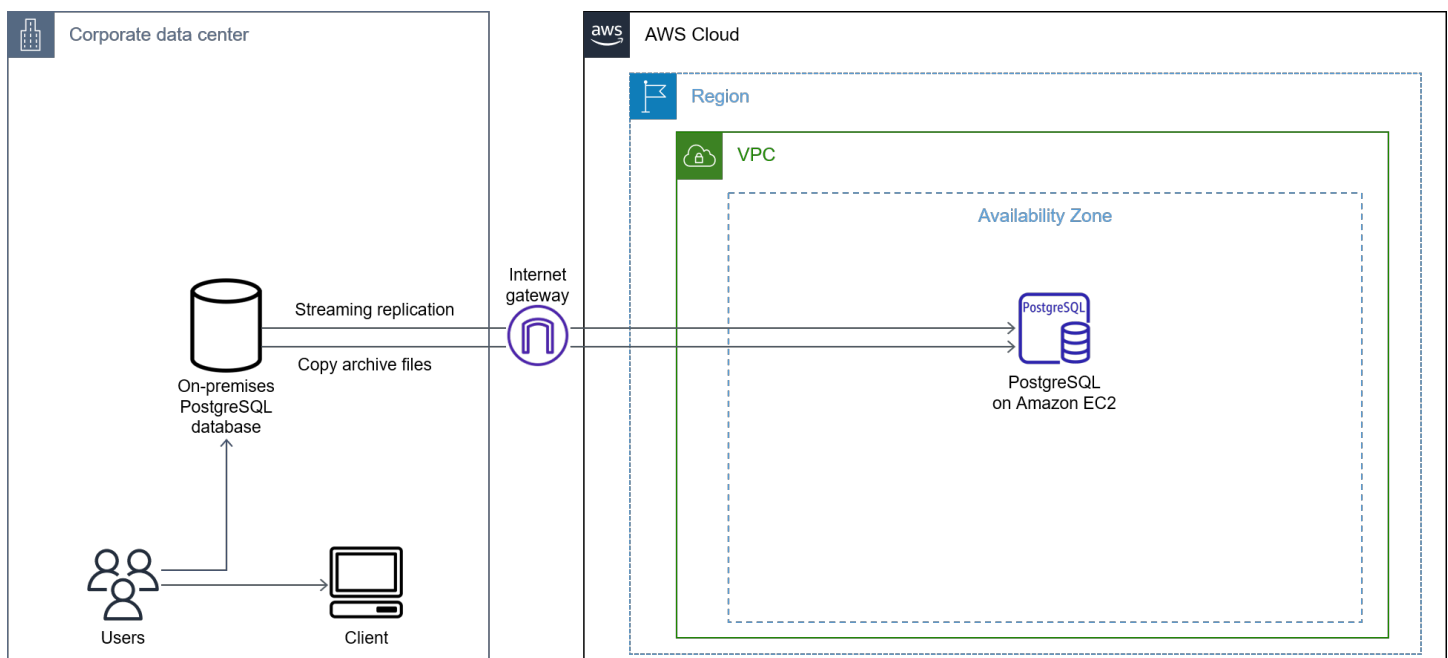 Corporate data center
aws
AWS Cloud
Region
VPC
Availability Zone
Internet
gateway
Streaming replication
Copy archive files
On-premises
PostgreSQL
database
PostgreSQL
PostgreSQL
on Amazon EC2
Users
Client